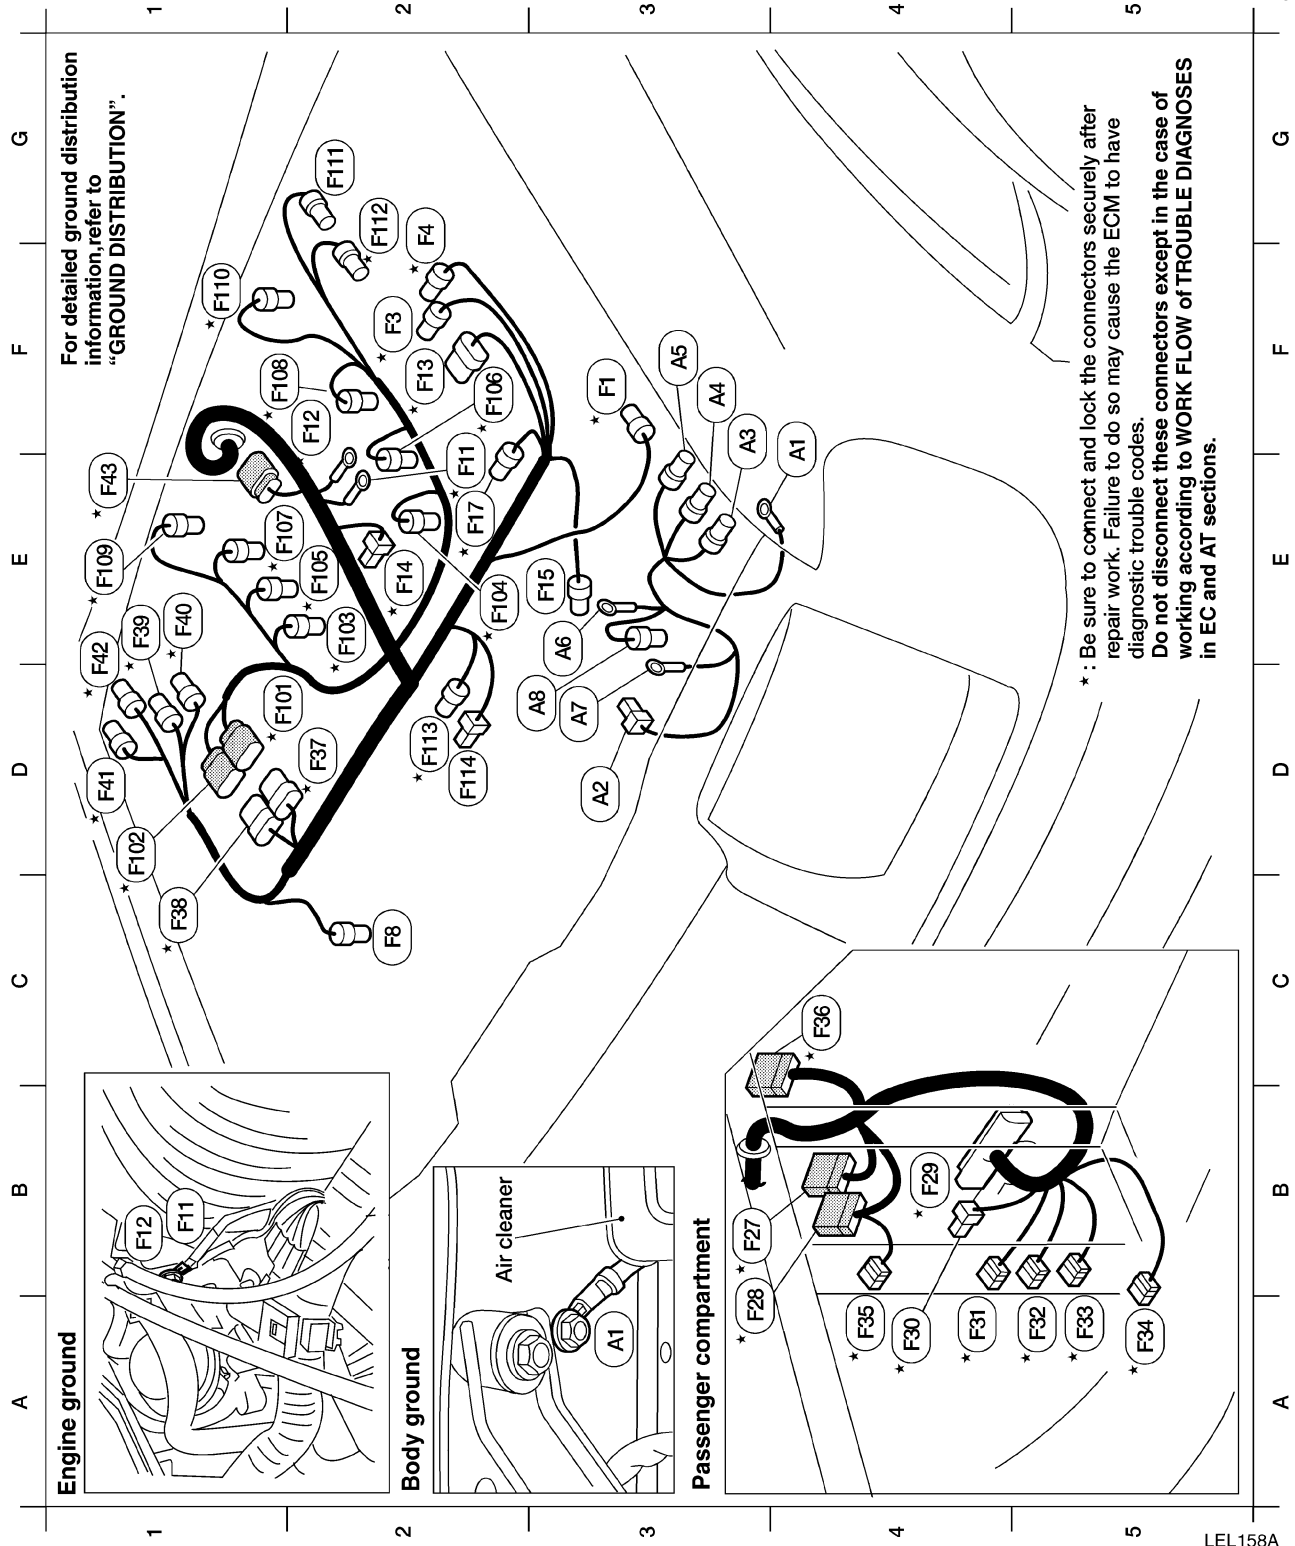 1
2
3
4
5
G
F
E
D
C
B
A
For detailed ground distribution
information,refer to
“GROUND DISTRIBUTION”.
F111
F112 ★
★ F4
★ F110
★ F3
★ F13
★ F108
F12
★ F106
★ F11
★ F43
★ F17
★ F109
★ F107
★ F105
★ F14
★ F104
★ F103
★ F42
★ F39
★ F40
★ F41
★ F101
★ F37
★ F102
★ F38
★ F113
F114
F8
★ F1
F15
A5
A4
A3
A1
A6
A8
A7
A2
★: Be sure to connect and lock the connectors securely after
repair work. Failure to do so may cause the ECM to have
diagnostic trouble codes.
Do not disconnect these connectors except in the case of
working according to WORK FLOW of TROUBLE DIAGNOSES
in EC and AT sections.
Engine ground
F12
F11
Body ground
Air cleaner
A1
Passenger compartment
★ F36
★ F27
★ F28
★ F29
★ F35
★ F30
★ F31
★ F32
★ F33
★ F34
G
F
E
D
C
B
A
1
2
3
4
5
LEL158A